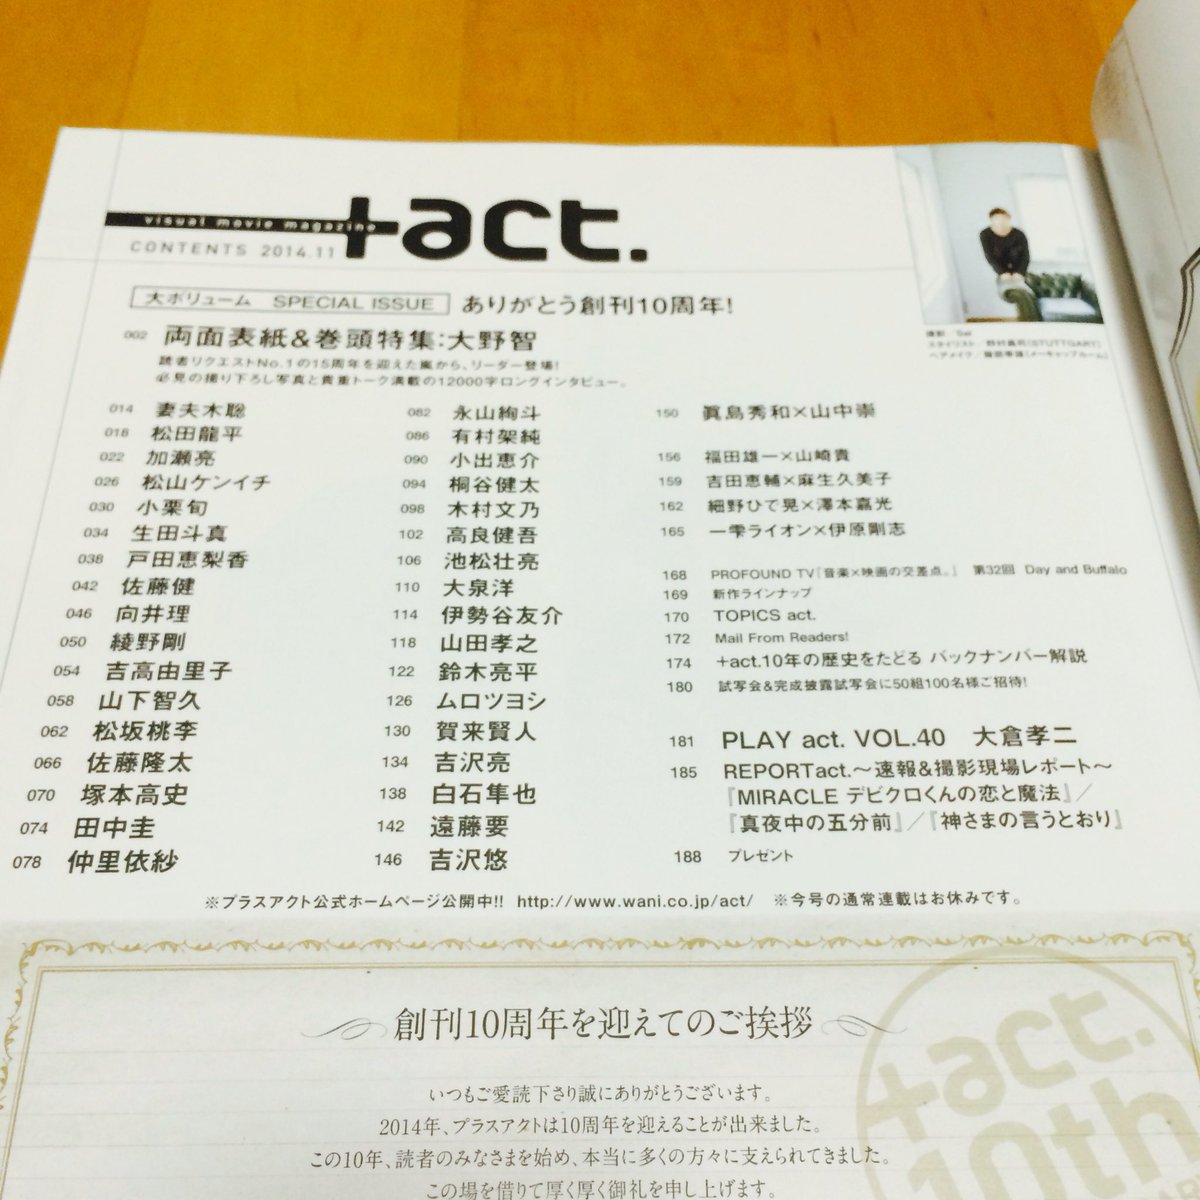 visual movie magazine
+act.
CONTENTS 2014.11
大ボリューム SPECIAL ISSUE ありがとう創刊10周年!
002 両面表紙&巻頭特集:大野智
読者リクエストNo.1の15周年を迎えた嵐から、リーダー登場!
必見の撮り下ろし写真と貴重トーク満載の12000字ロングインタビュー。
014 妻夫木聡
018 松田龍平
022 加瀬亮
026 松山ケンイチ
030 小栗旬
034 生田斗真
038 戸田恵梨香
042 佐藤健
046 向井理
050 綾野剛
054 吉高由里子
058 山下智久
062 松坂桃李
066 佐藤隆太
070 塚本高史
074 田中圭
078 仲里依紗
082 永山絢斗
086 有村架純
090 小出恵介
094 桐谷健太
098 木村文乃
102 高良健吾
106 池松壮亮
110 大泉洋
114 伊勢谷友介
118 山田孝之
122 鈴木亮平
126 ムロツヨシ
130 賀来賢人
134 吉沢亮
138 白石隼也
142 遠藤要
146 吉沢悠
150 眞島秀和×山中崇
156 福田雄一×山崎貴
159 吉田恵輔×麻生久美子
162 細野ひで晃×澤本嘉光
165 一雫ライオン×伊原剛志
168 PROFOUND TV『音楽×映画の交差点。』 第32回 Day and Buffalo
169 新作ラインナップ
170 TOPICS act.
172 Mail From Readers!
174 +act.10年の歴史をたどる バックナンバー解説
180 試写会&完成披露試写会に50組100名様ご招待!
181 PLAY act. VOL.40 大倉孝二
185 REPORTact.〜速報&撮影現場レポート〜
『MIRACLE デビクロくんの恋と魔法』/
『真夜中の五分前』/『神さまの言うとおり』
188 プレゼント
※プラスアクト公式ホームページ公開中!! http://www.wani.co.jp/act/ ※今号の通常連載はお休みです。
創刊10周年を迎えてのご挨拶
いつもご愛読下さり誠にありがとうございます。
2014年、プラスアクトは10周年を迎えることが出来ました。
この10年、読者のみなさまを始め、本当に多くの方々に支えられてきました。
この場を借りて厚く厚く御礼を申し上げます。
+act.
10th